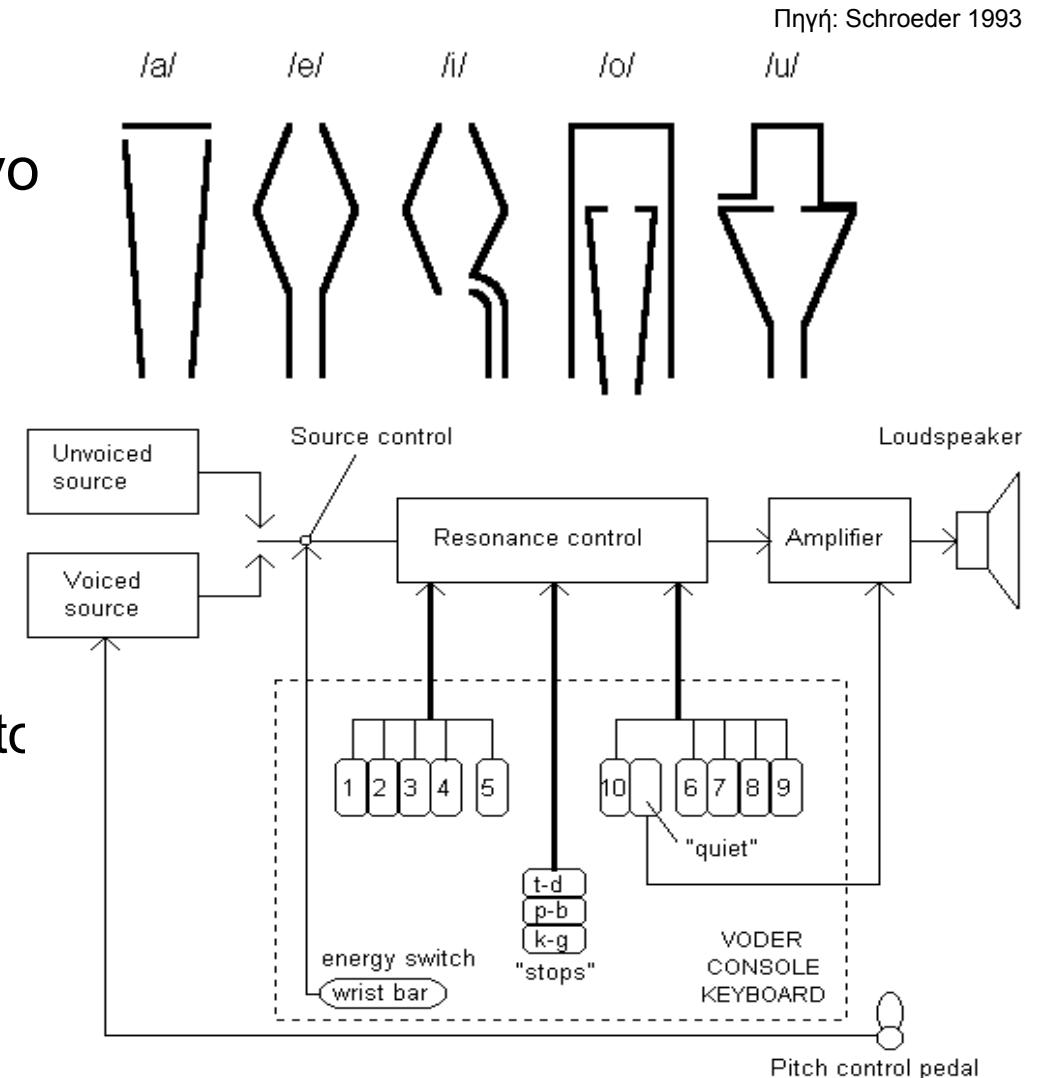 Πηγή: Schroeder 1993
/a/ /e/ /i/ /o/ /u/
νο
Source control
Loudspeaker
Unvoiced
source
Resonance control
Amplifier
Voiced
source
1 2 3 4 5 10 6 7 8 9
"quiet"
t-d
p-b
k-g
"stops"
energy switch
wrist bar
VODER
CONSOLE
KEYBOARD
Pitch control pedal